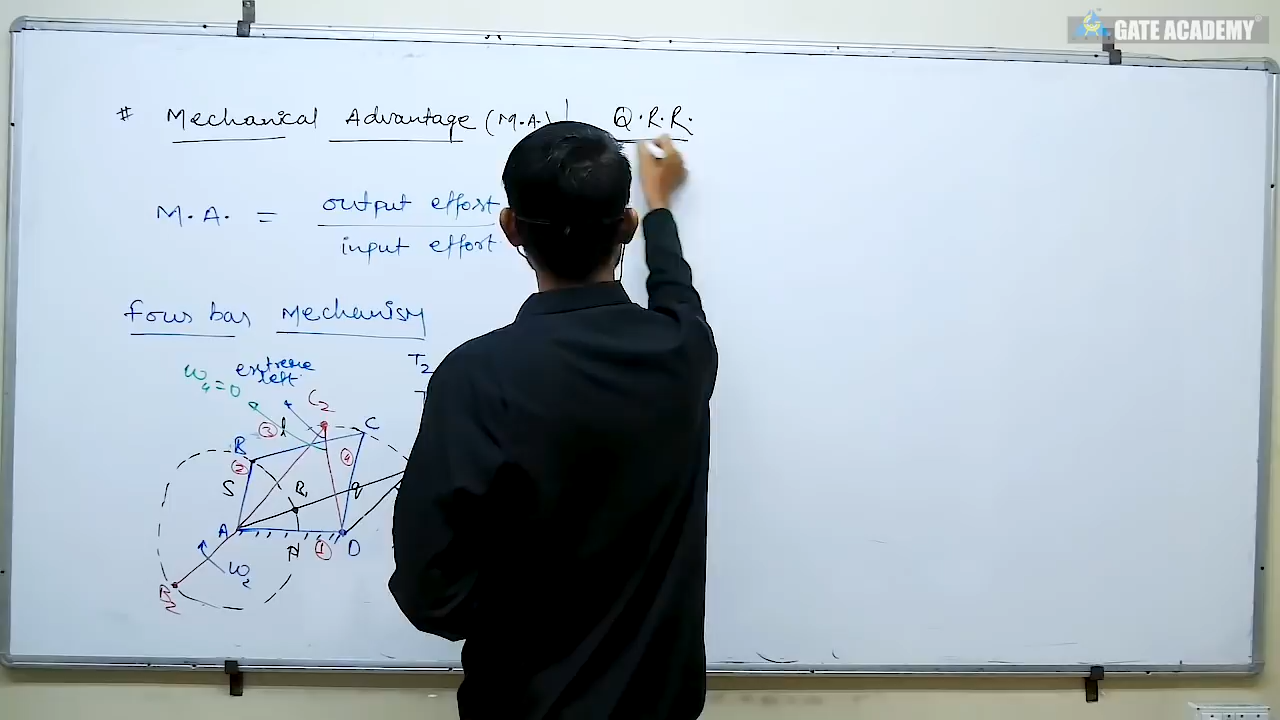 GATE ACADEMY
# Mechanical Advantage (M.A.) Q.R.R.
M.A. = output effort
input effort
four bar Mechanism
T2
ω4=0
extreme
left
C2
C
③
l
B
②
④
S
B1
q
A
P
①
D
ω2
B2